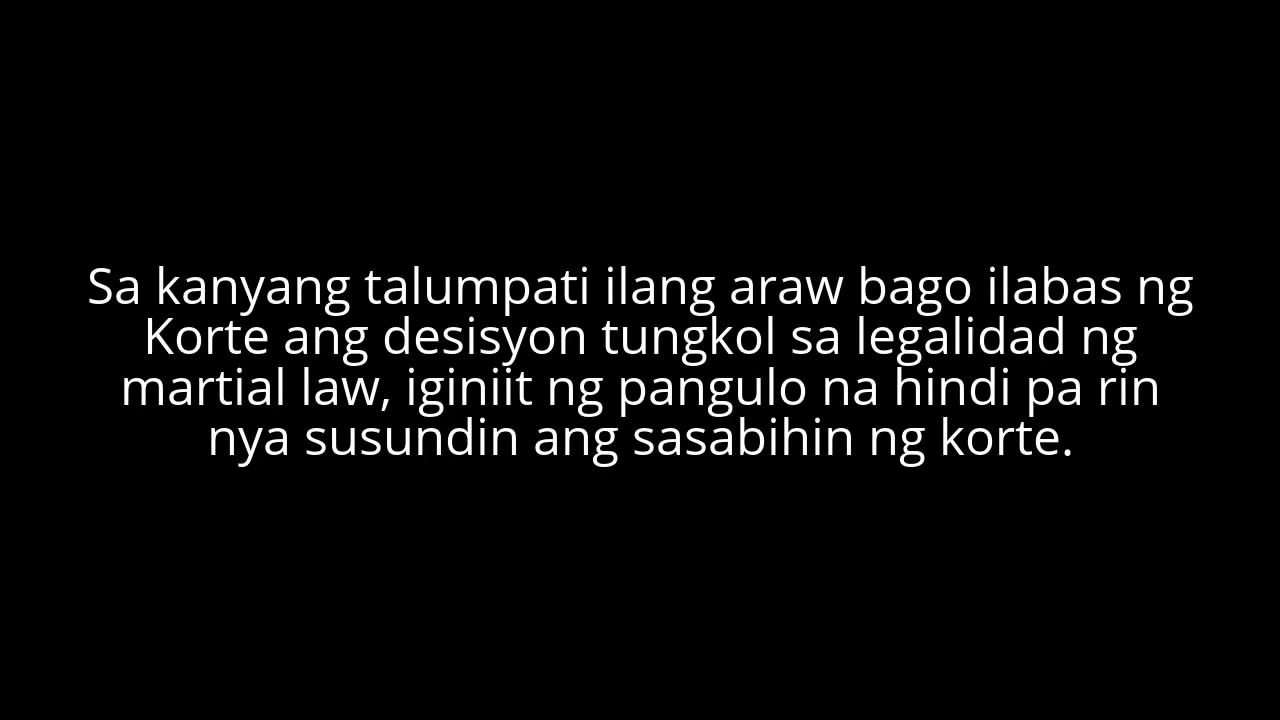 Sa kanyang talumpati ilang araw bago ilabas ng
Korte ang desisyon tungkol sa legalidad ng
martial law, iginiit ng pangulo na hindi pa rin
nya susundin ang sasabihin ng korte.